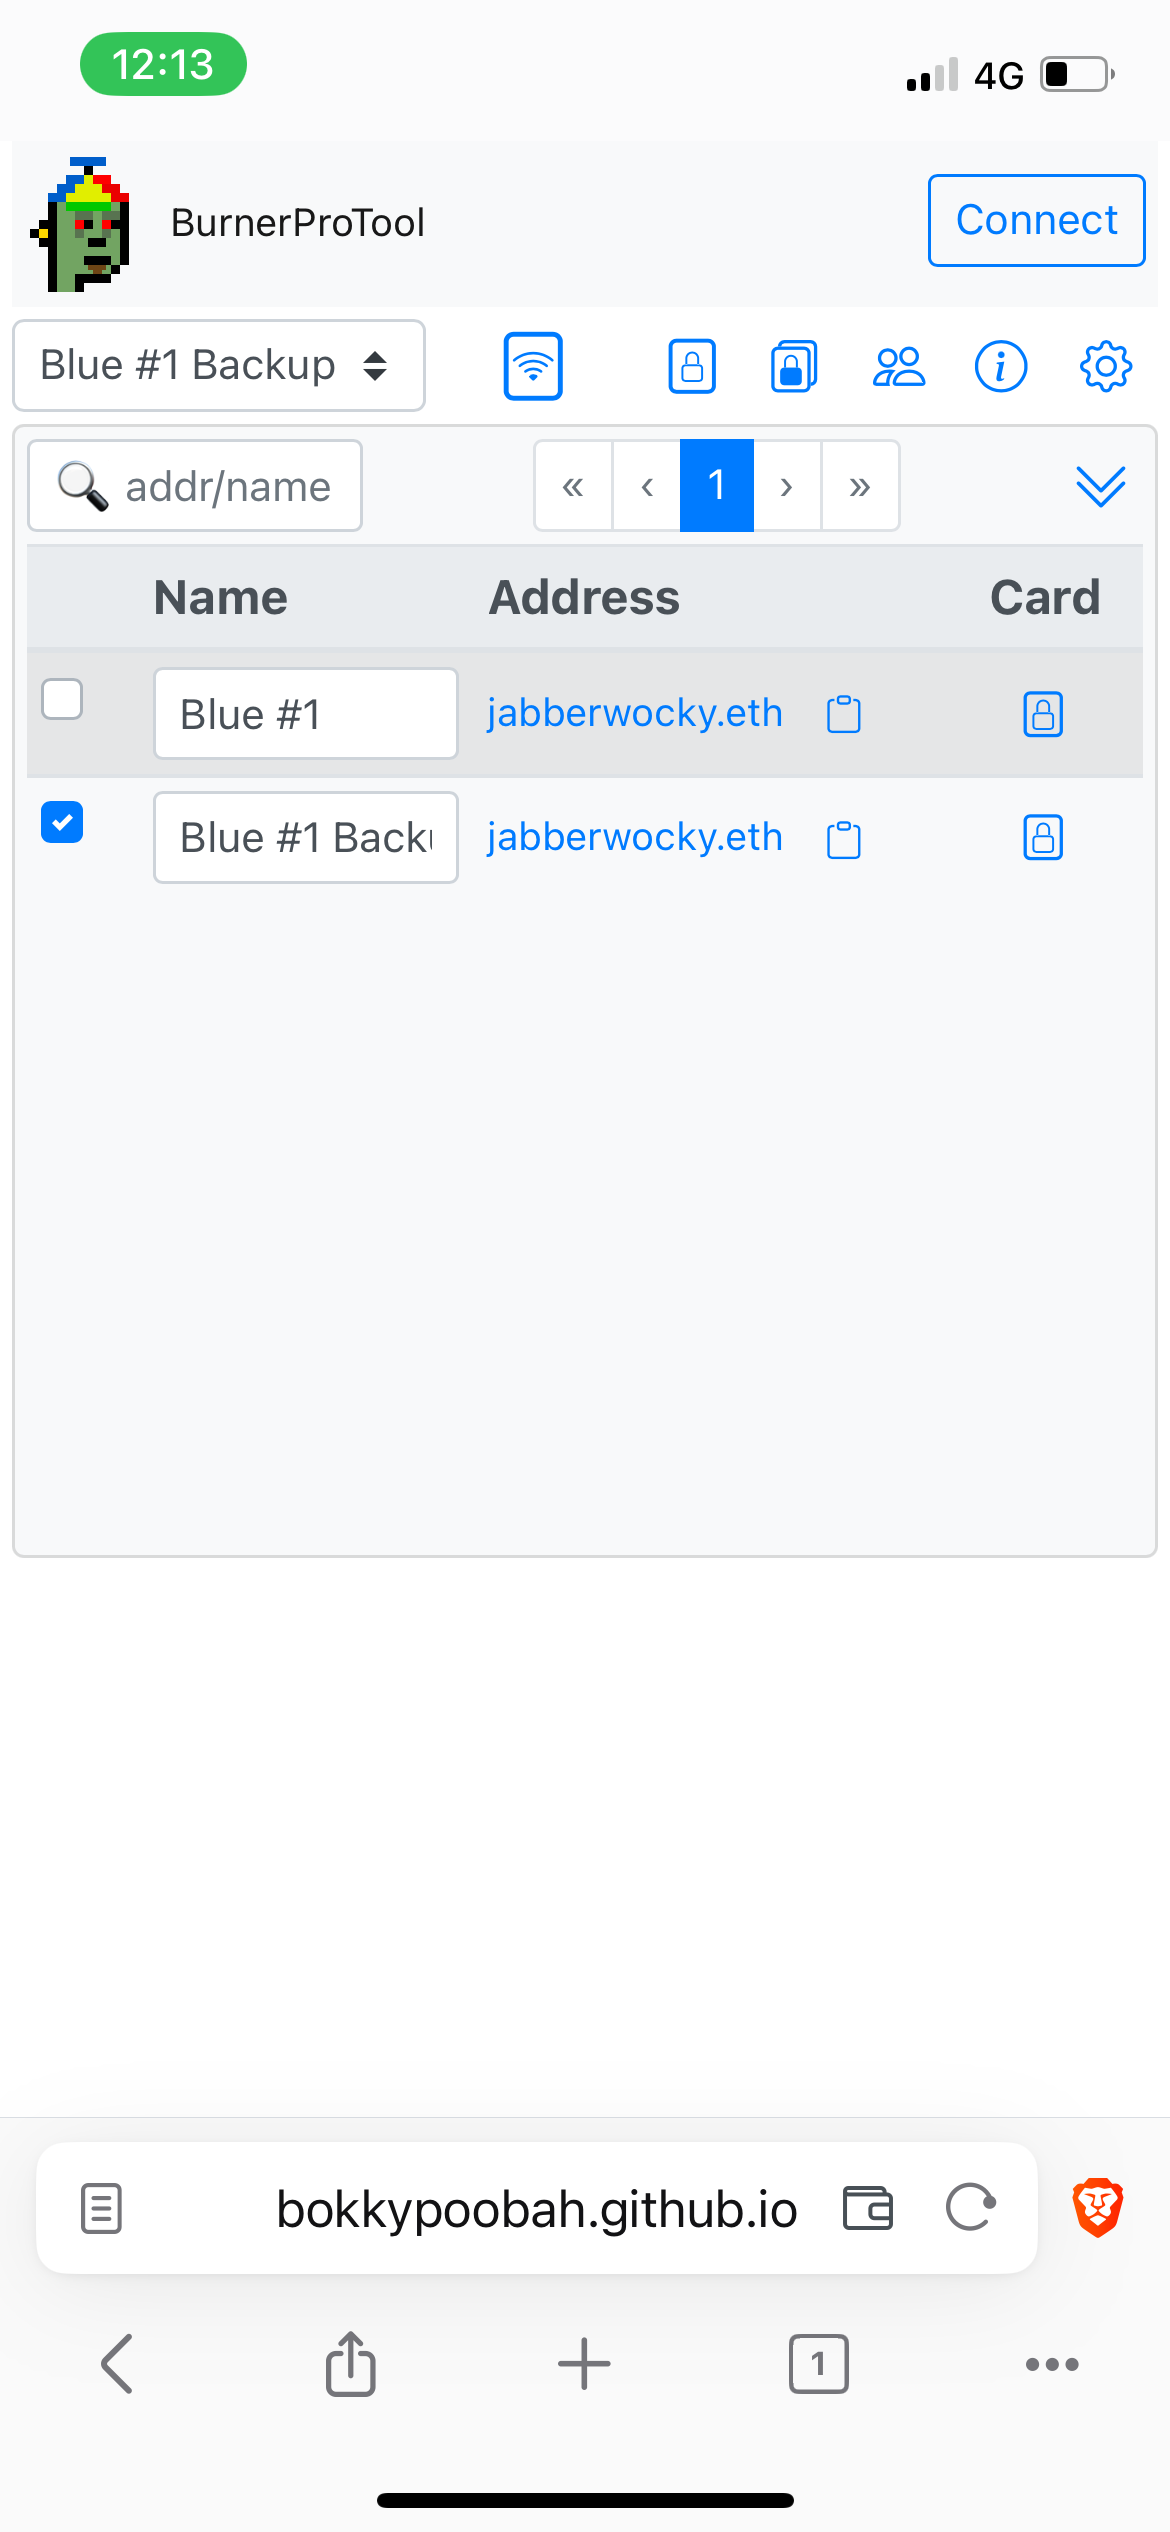 12:13 4G
BurnerProTool Connect
Blue #1 Backup
addr/name « ‹ 1 › »
Name Address Card
Blue #1 jabberwocky.eth
Blue #1 Back jabberwocky.eth
bokkypoobah.github.io
1